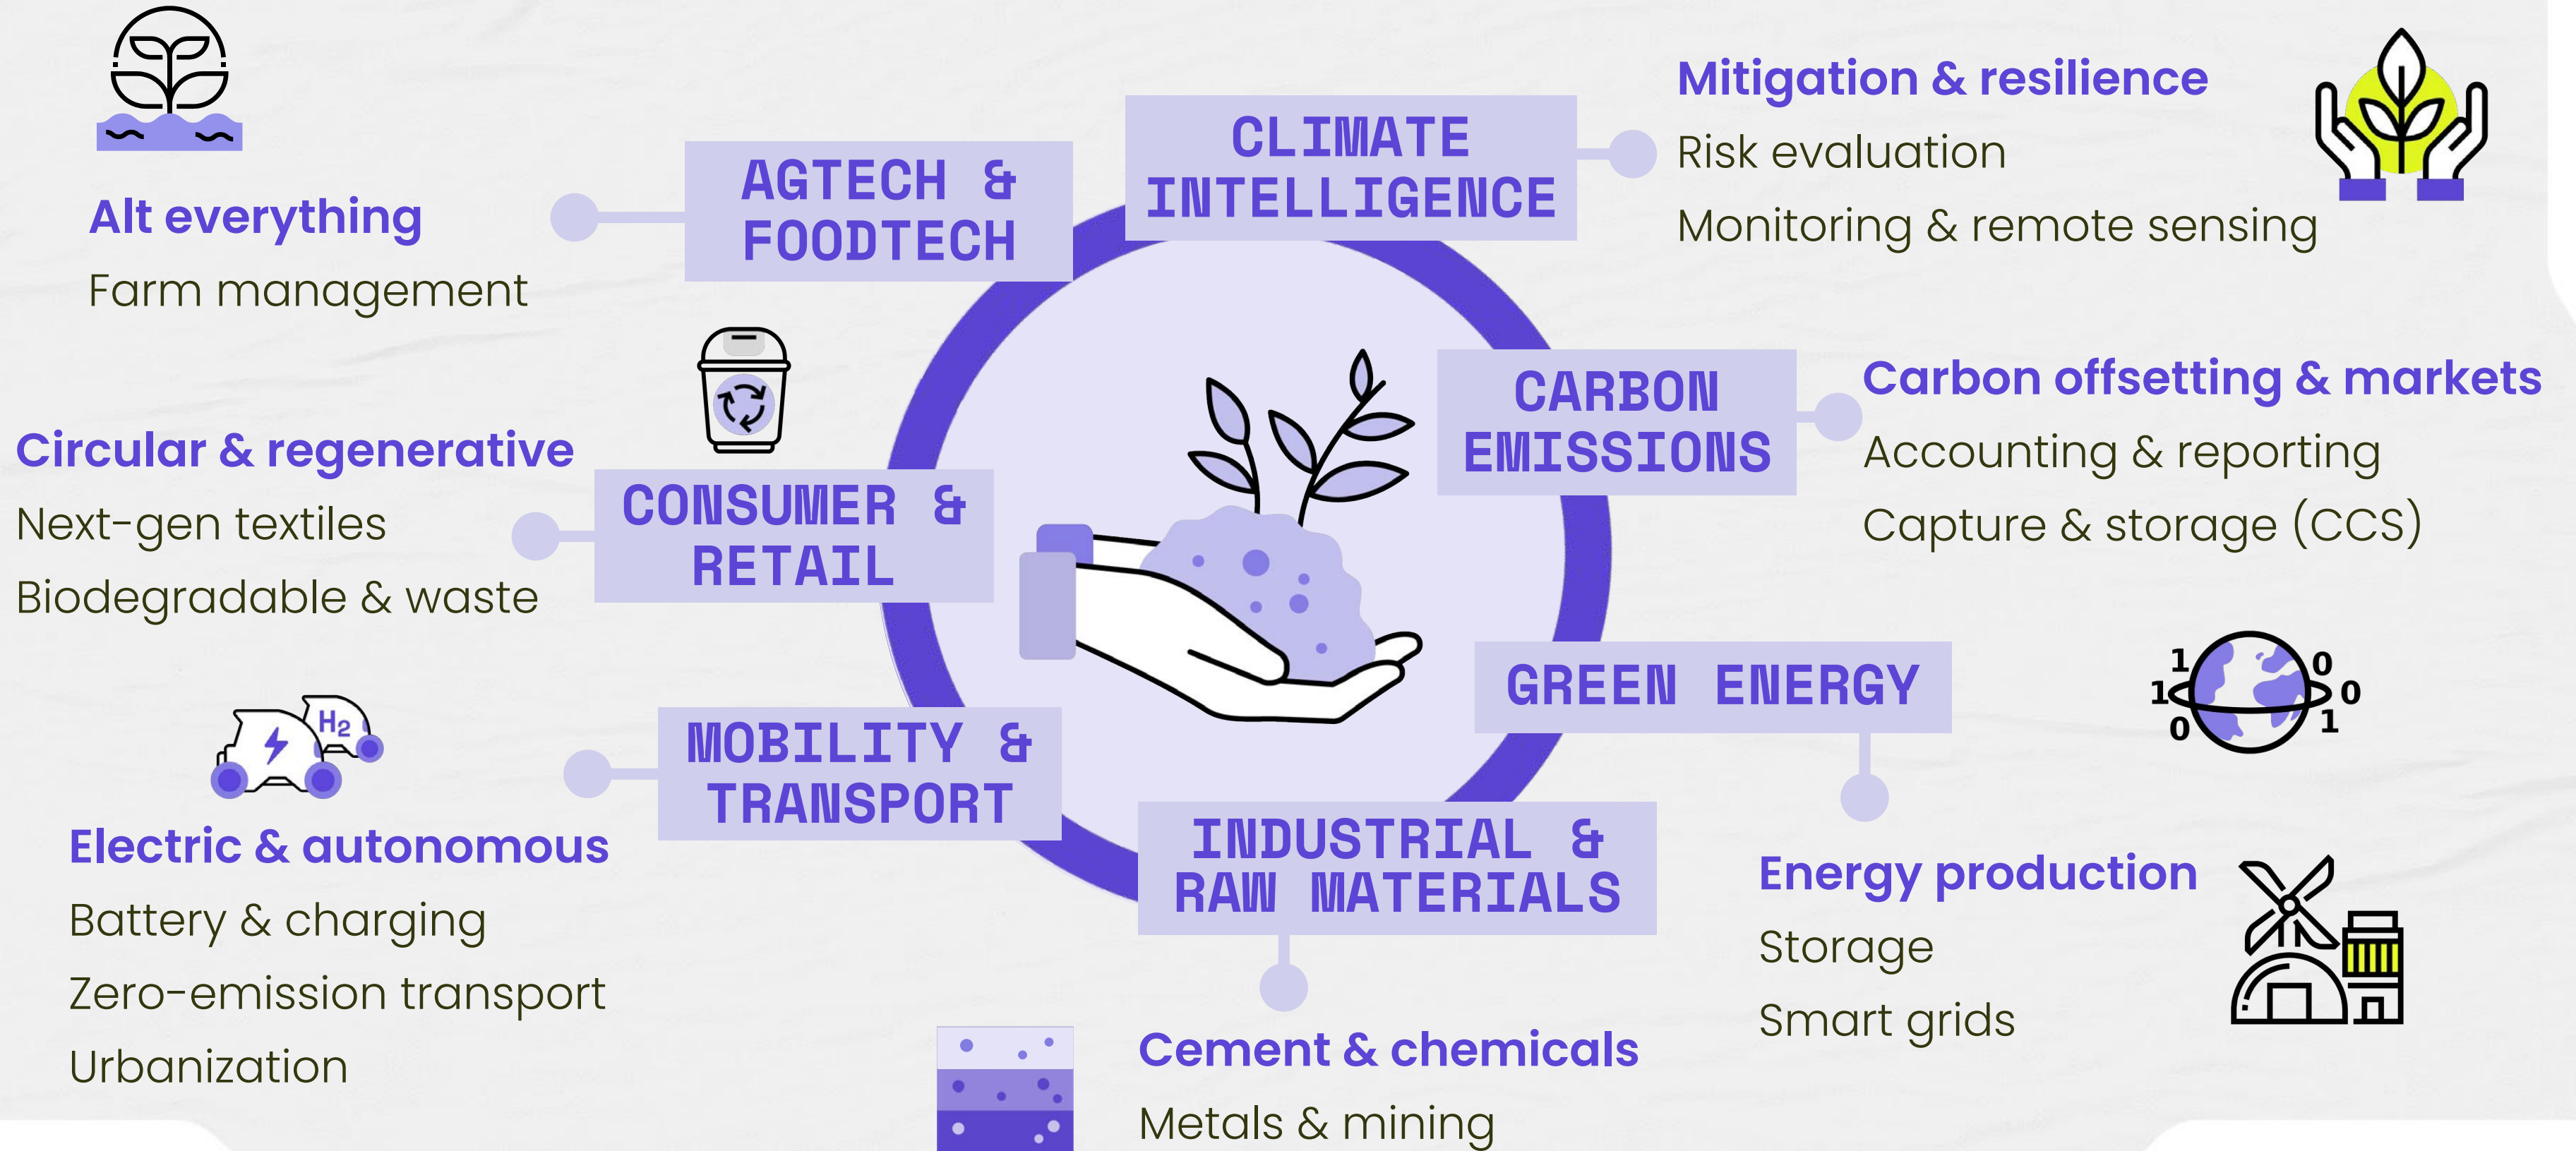 AGTECH &
FOODTECH
Alt everything
Farm management
CLIMATE
INTELLIGENCE
Mitigation & resilience
Risk evaluation
Monitoring & remote sensing
CONSUMER &
RETAIL
Circular & regenerative
Next-gen textiles
Biodegradable & waste
CARBON
EMISSIONS
Carbon offsetting & markets
Accounting & reporting
Capture & storage (CCS)
MOBILITY &
TRANSPORT
H2
Electric & autonomous
Battery & charging
Zero-emission transport
Urbanization
GREEN ENERGY
1 0
1 0
0 1
Energy production
Storage
Smart grids
INDUSTRIAL &
RAW MATERIALS
Cement & chemicals
Metals & mining